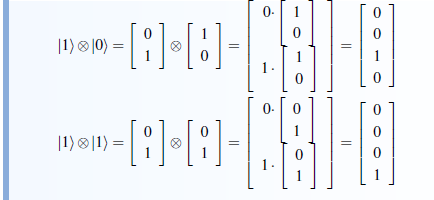 |1⟩ ⊗ |0⟩ = [ 0 1 ] ⊗ [ 1 0 ] = [ 0· [ 1 0 ] 1· [ 1 0 ] ] = [ 0 0 1 0 ]
|1⟩ ⊗ |1⟩ = [ 0 1 ] ⊗ [ 0 1 ] = [ 0· [ 0 1 ] 1· [ 0 1 ] ] = [ 0 0 0 1 ]